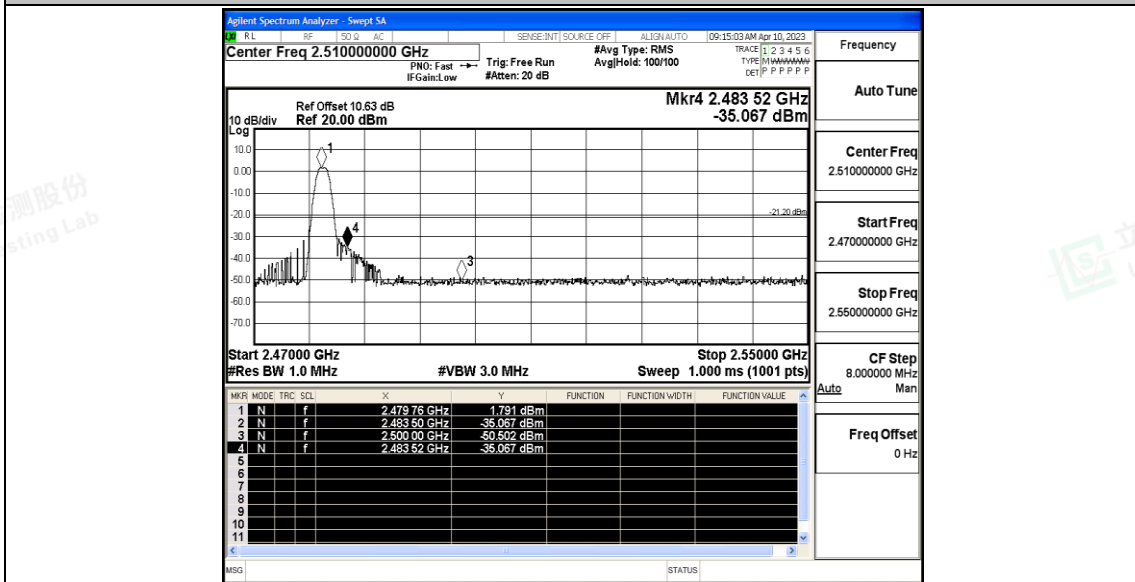 Agilent Spectrum Analyzer - Swept SA
RL RF 50 Ω AC SENSE:INT SOURCE OFF ALIGN AUTO 09:15:03 AM Apr 10, 2023
Center Freq 2.510000000 GHz
PNO: Fast
IFGain:Low
Trig: Free Run
#Atten: 20 dB
#Avg Type: RMS
Avg|Hold: 100/100
TRACE 1 2 3 4 5 6
TYPE M
DET P P P P P P
Frequency
Auto Tune
Center Freq
2.510000000 GHz
Start Freq
2.470000000 GHz
Stop Freq
2.550000000 GHz
CF Step
8.000000 MHz
Auto Man
Freq Offset
0 Hz
Mkr4 2.483 52 GHz
-35.067 dBm
Ref Offset 10.63 dB
10 dB/div Ref 20.00 dBm
Log
10.0
0.00
-10.0
-20.0
-30.0
-40.0
-50.0
-60.0
-70.0
1
4
3
-21.20 dBm
Start 2.47000 GHz Stop 2.55000 GHz
#Res BW 1.0 MHz #VBW 3.0 MHz Sweep 1.000 ms (1001 pts)
MKR MODE TRC SCL X Y FUNCTION FUNCTION WIDTH FUNCTION VALUE
1 N f 2.479 76 GHz 1.791 dBm
2 N f 2.483 50 GHz -35.067 dBm
3 N f 2.500 00 GHz -50.502 dBm
4 N f 2.483 52 GHz -35.067 dBm
5
6
7
8
9
10
11
MSG STATUS
测股份
sting Lab
立